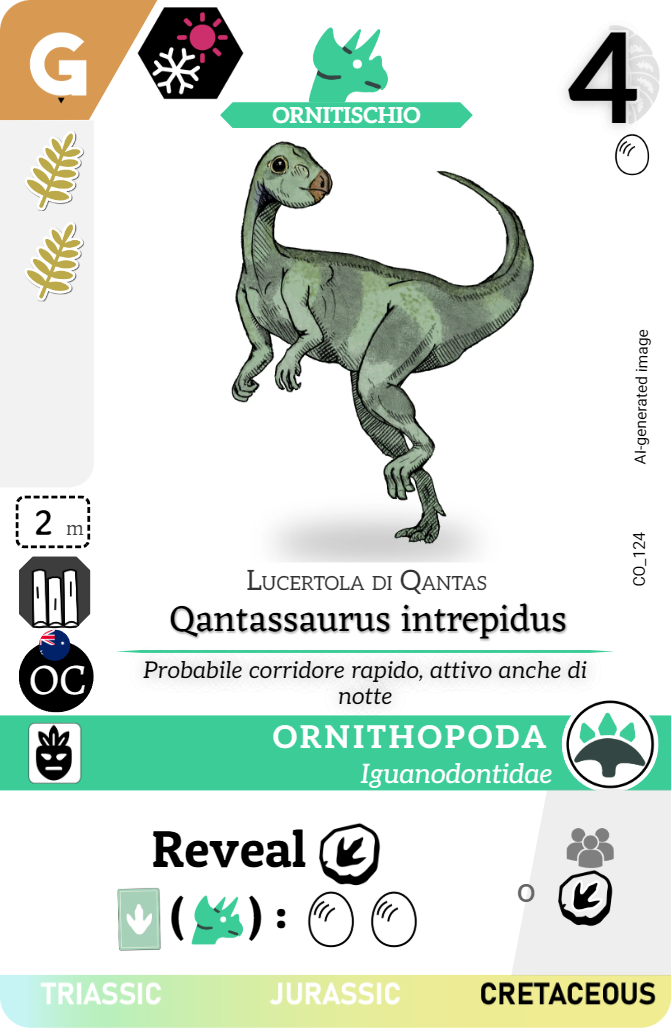 G
4
ORNITISCHIO
AI-generated image
CO_124
2 m
OC
Lucertola di Qantas
Qantassaurus intrepidus
Probabile corridore rapido, attivo anche di
notte
ORNITHOPODA
Iguanodontidae
Reveal
( ) :
o
TRIASSIC JURASSIC CRETACEOUS